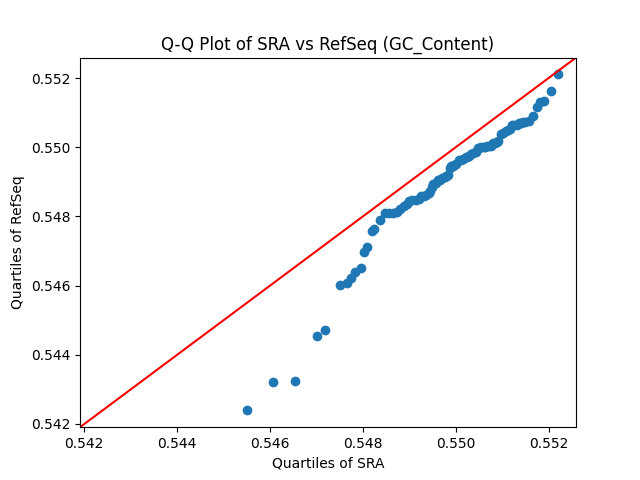 Q-Q Plot of SRA vs RefSeq (GC_Content)
0.552
0.550
0.548
0.546
0.544
0.542
Quartiles of RefSeq
0.542 0.544 0.546 0.548 0.550 0.552
Quartiles of SRA